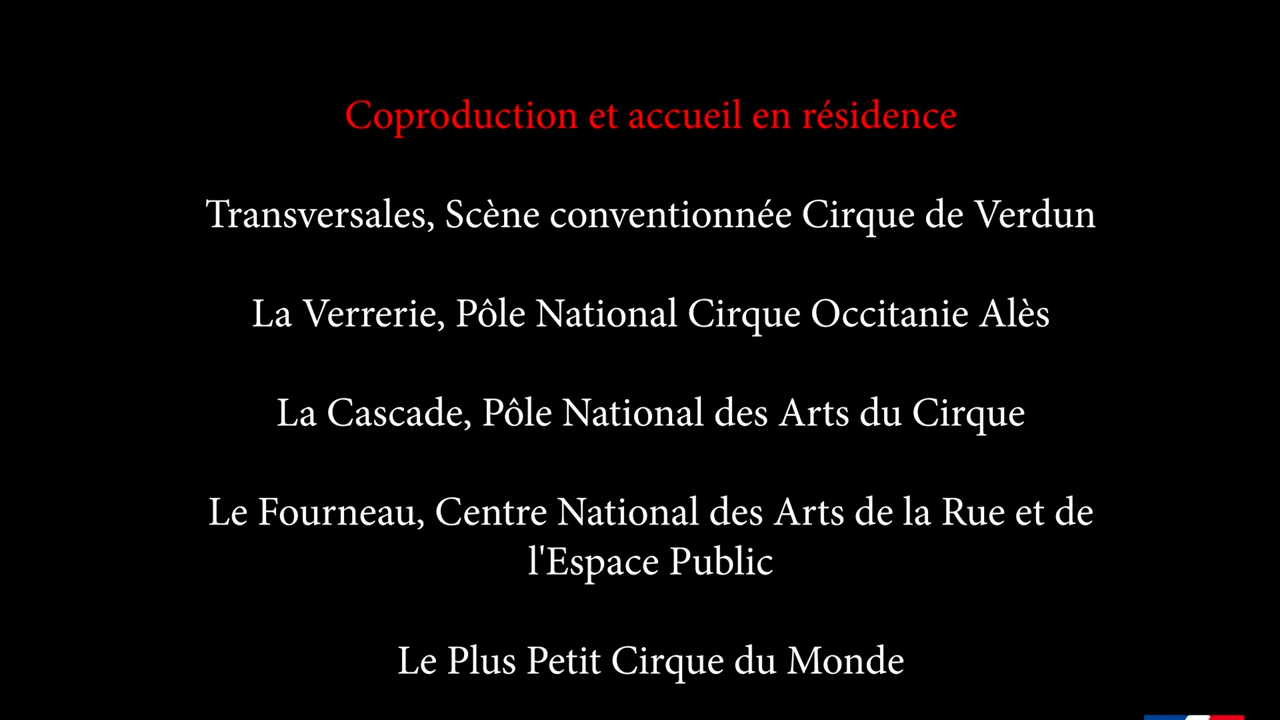 Coproduction et accueil en résidence
Transversales, Scène conventionnée Cirque de Verdun
La Verrerie, Pôle National Cirque Occitanie Alès
La Cascade, Pôle National des Arts du Cirque
Le Fourneau, Centre National des Arts de la Rue et de
l'Espace Public
Le Plus Petit Cirque du Monde